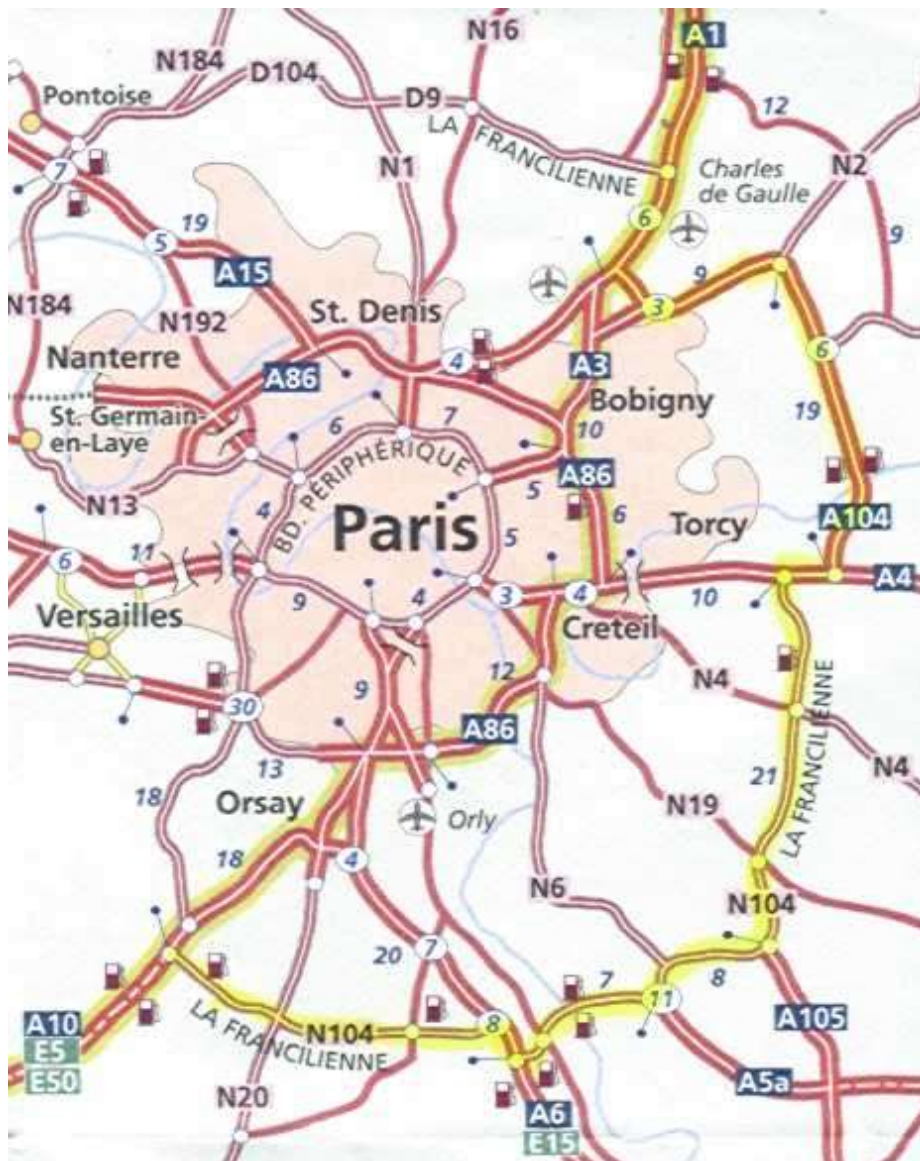 N16
A1
N184
D104
Pontoise
D9
12
LA FRANCILIENNE
N2
7
N1
Charles
de Gaulle
19
6
5
9
A15
9
N184
N192
St. Denis
3
Nanterre
4
A3
6
A86
Bobigny
St. Germain-
en-Laye
6
7
10
19
BD. PÉRIPHÉRIQUE
A86
N13
4
Paris
5
6
Torcy
A104
5
6
11
A4
9
4
3
4
10
Versailles
Creteil
12
9
N4
LA FRANCILIENNE
30
A86
13
21
N4
18
Orsay
Orly
N19
18
4
N6
N104
20
7
7
8
LA FRANCILIENNE
N104
8
11
A10
A105
E5
E50
A5a
N20
A6
E15